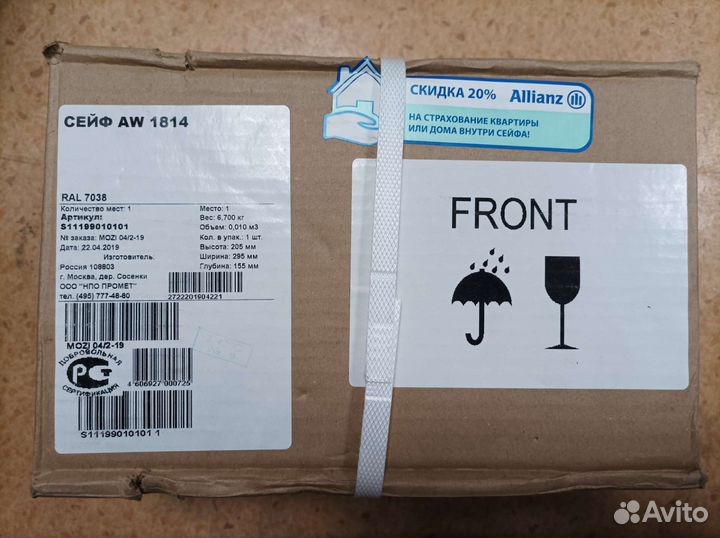 СКИДКА 20% Allianz
НА СТРАХОВАНИЕ КВАРТИРЫ
ИЛИ ДОМА ВНУТРИ СЕЙФА!
СЕЙФ AW 1814
RAL 7038
Количество мест: 1 Место: 1
Артикул: Вес: 6,700 кг
S11199010101 Объем: 0,010 м3
№ заказа: MOZI 04/2-19 Кол. в упак.: 1 шт.
Дата: 22.04.2019 Высота: 205 мм
Изготовитель: Ширина: 295 мм
Россия 108803 Глубина: 155 мм
г. Москва, дер. Сосенки
ООО "НПО ПРОМЕТ"
тел. (495) 777-48-80 2722201904221
MOZI 04/2-19
ДОБРОВОЛЬНАЯ
РСТ
СЕРТИФИКАЦИЯ
4 606927 000725
S11199010101 1
FRONT
Avito